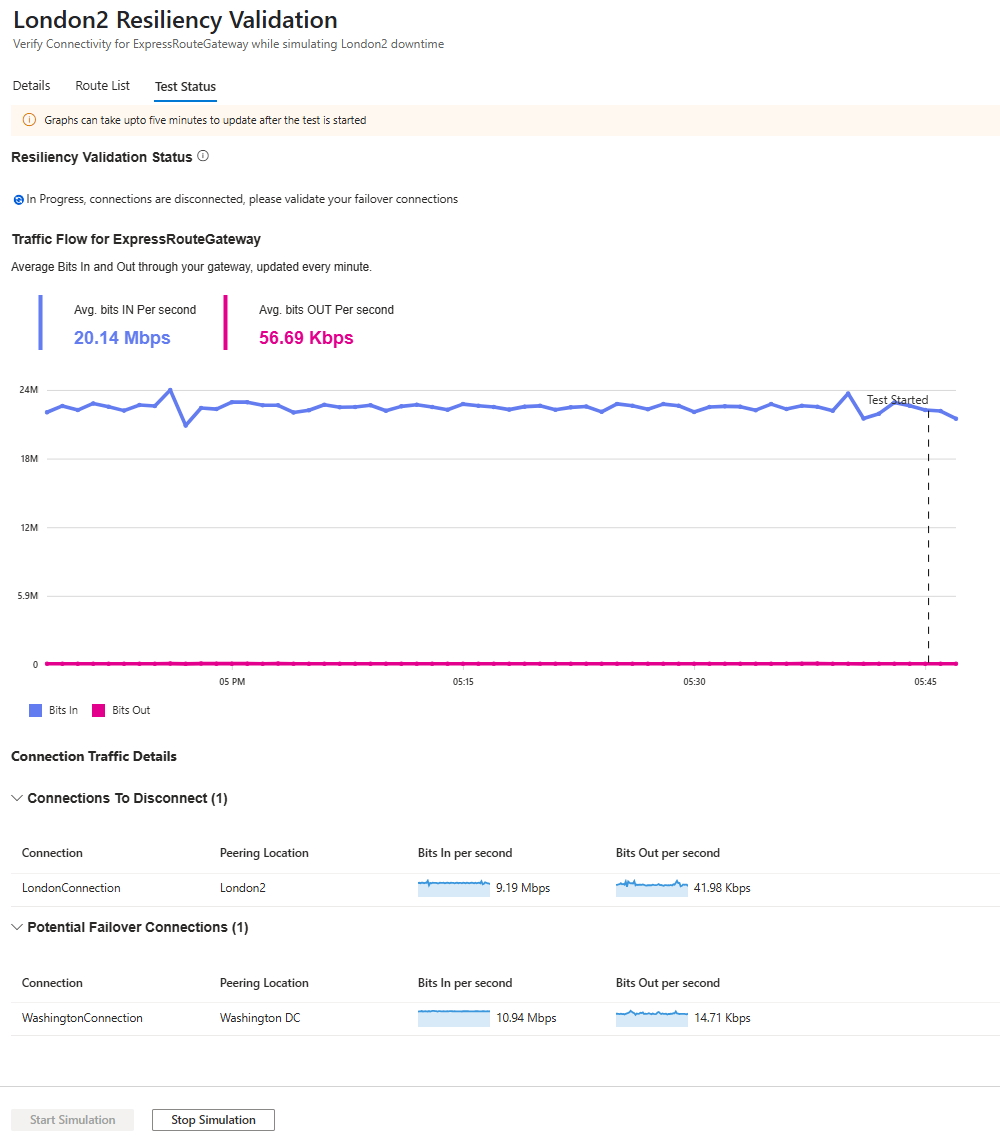 London2 Resiliency Validation
Verify Connectivity for ExpressRouteGateway while simulating London2 downtime
Details Route List Test Status
Graphs can take upto five minutes to update after the test is started
Resiliency Validation Status
In Progress, connections are disconnected, please validate your failover connections
Traffic Flow for ExpressRouteGateway
Average Bits In and Out through your gateway, updated every minute.
Avg. bits IN Per second Avg. bits OUT Per second
20.14 Mbps 56.69 Kbps
24M
Test Started
18M
12M
5.9M
0
05 PM 05:15 05:30 05:45
Bits In Bits Out
Connection Traffic Details
Connections To Disconnect (1)
Connection Peering Location Bits In per second Bits Out per second
LondonConnection London2 9.19 Mbps 41.98 Kbps
Potential Failover Connections (1)
Connection Peering Location Bits In per second Bits Out per second
WashingtonConnection Washington DC 10.94 Mbps 14.71 Kbps
Start Simulation Stop Simulation